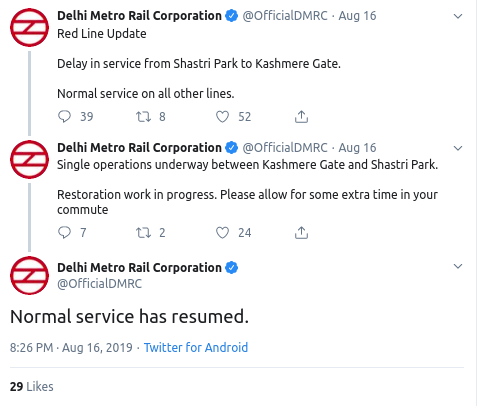 Delhi Metro Rail Corporation @OfficialDMRC · Aug 16
Red Line Update
Delay in service from Shastri Park to Kashmere Gate.
Normal service on all other lines.
39 8 52
Delhi Metro Rail Corporation @OfficialDMRC · Aug 16
Single operations underway between Kashmere Gate and Shastri Park.
Restoration work in progress. Please allow for some extra time in your
commute
7 2 24
Delhi Metro Rail Corporation
@OfficialDMRC
Normal service has resumed.
8:26 PM · Aug 16, 2019 · Twitter for Android
29 Likes